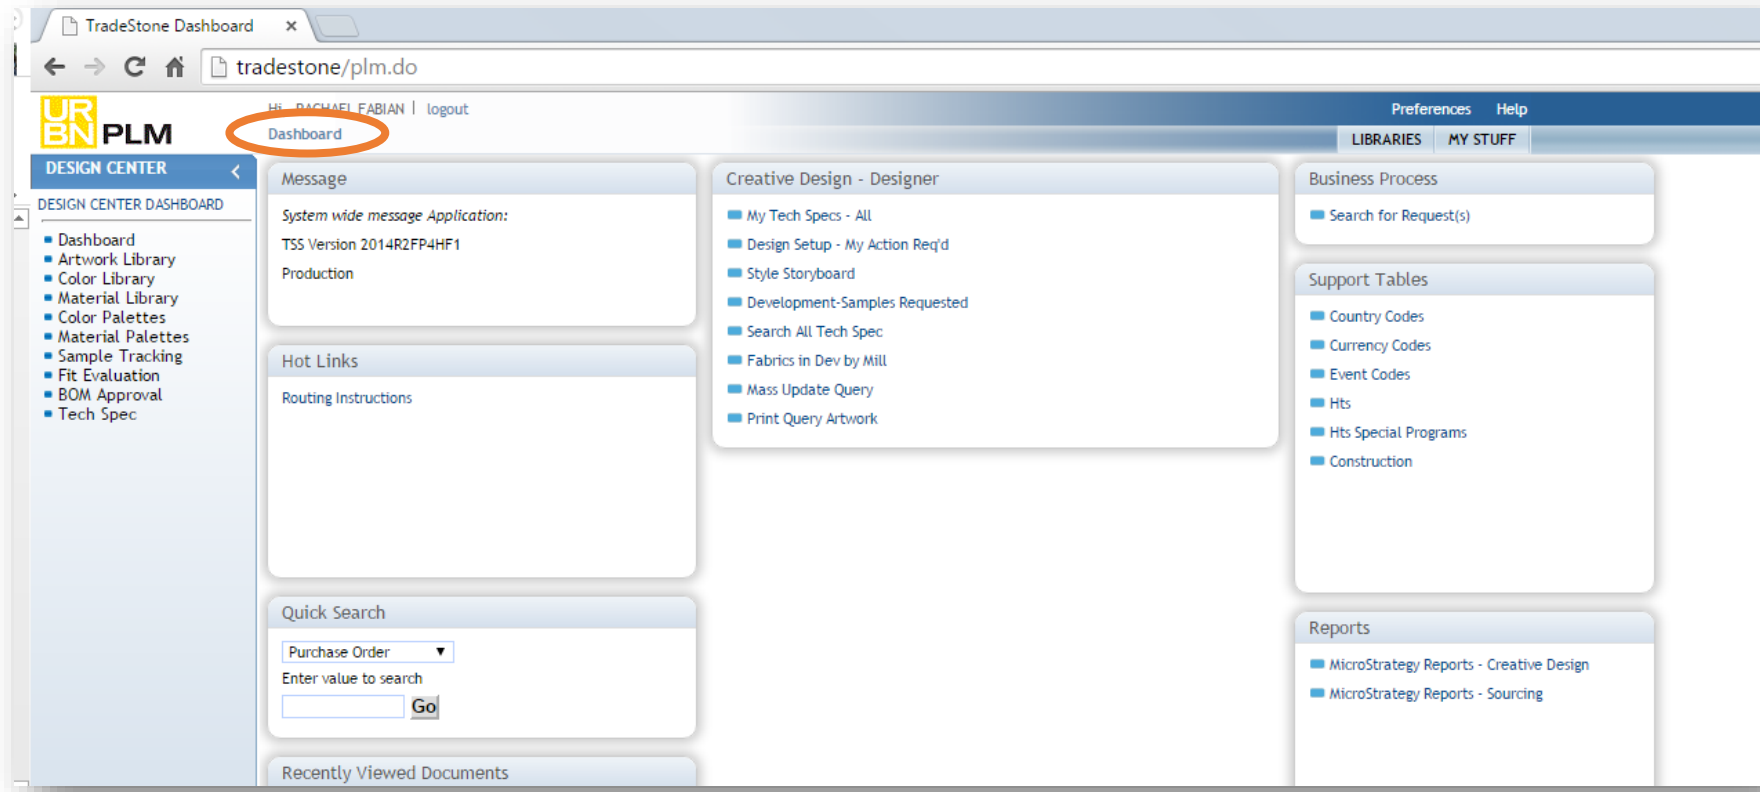 TradeStone Dashboard
tradestone/plm.do
URBN PLM
Hi RACHAEL FABIAN | logout
Dashboard
Preferences Help
LIBRARIES MY STUFF
DESIGN CENTER
DESIGN CENTER DASHBOARD
Dashboard
Artwork Library
Color Library
Material Library
Color Palettes
Material Palettes
Sample Tracking
Fit Evaluation
BOM Approval
Tech Spec
Message
System wide message Application:
TSS Version 2014R2FP4HF1
Production
Hot Links
Routing Instructions
Quick Search
Purchase Order
Enter value to search
Go
Recently Viewed Documents
Creative Design - Designer
My Tech Specs - All
Design Setup - My Action Req'd
Style Storyboard
Development-Samples Requested
Search All Tech Spec
Fabrics in Dev by Mill
Mass Update Query
Print Query Artwork
Business Process
Search for Request(s)
Support Tables
Country Codes
Currency Codes
Event Codes
Hts
Hts Special Programs
Construction
Reports
MicroStrategy Reports - Creative Design
MicroStrategy Reports - Sourcing